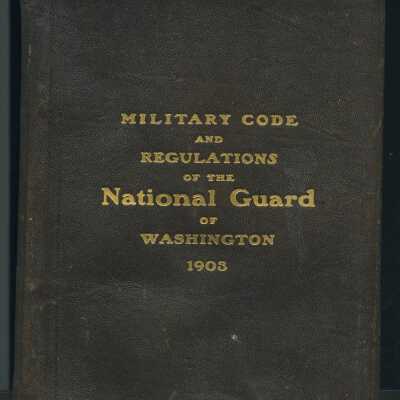 MILITARY CODE
AND
REGULATIONS
OF THE
National Guard
OF
WASHINGTON
1903